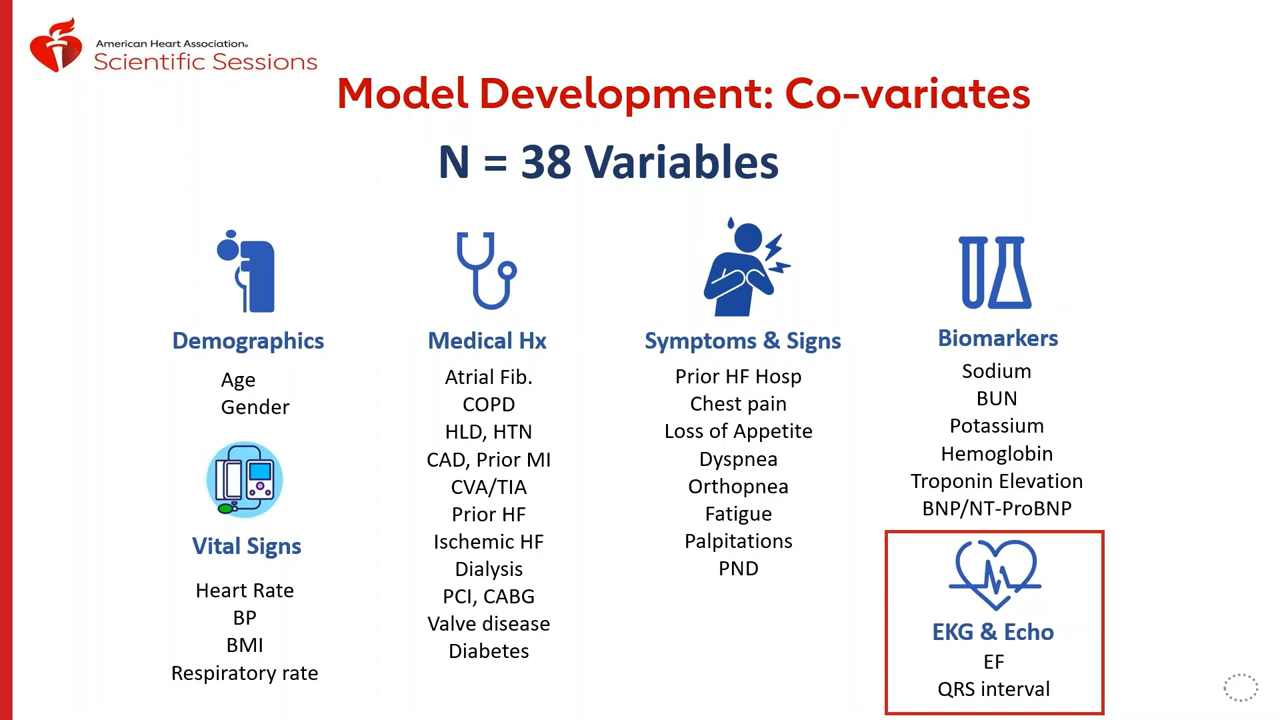 American Heart Association.
Scientific Sessions
Model Development: Co-variates
N = 38 Variables
Demographics
Age
Gender
Vital Signs
Heart Rate
BP
BMI
Respiratory rate
Medical Hx
Atrial Fib.
COPD
HLD, HTN
CAD, Prior MI
CVA/TIA
Prior HF
Ischemic HF
Dialysis
PCI, CABG
Valve disease
Diabetes
Symptoms & Signs
Prior HF Hosp
Chest pain
Loss of Appetite
Dyspnea
Orthopnea
Fatigue
Palpitations
PND
Biomarkers
Sodium
BUN
Potassium
Hemoglobin
Troponin Elevation
BNP/NT-ProBNP
EKG & Echo
EF
QRS interval